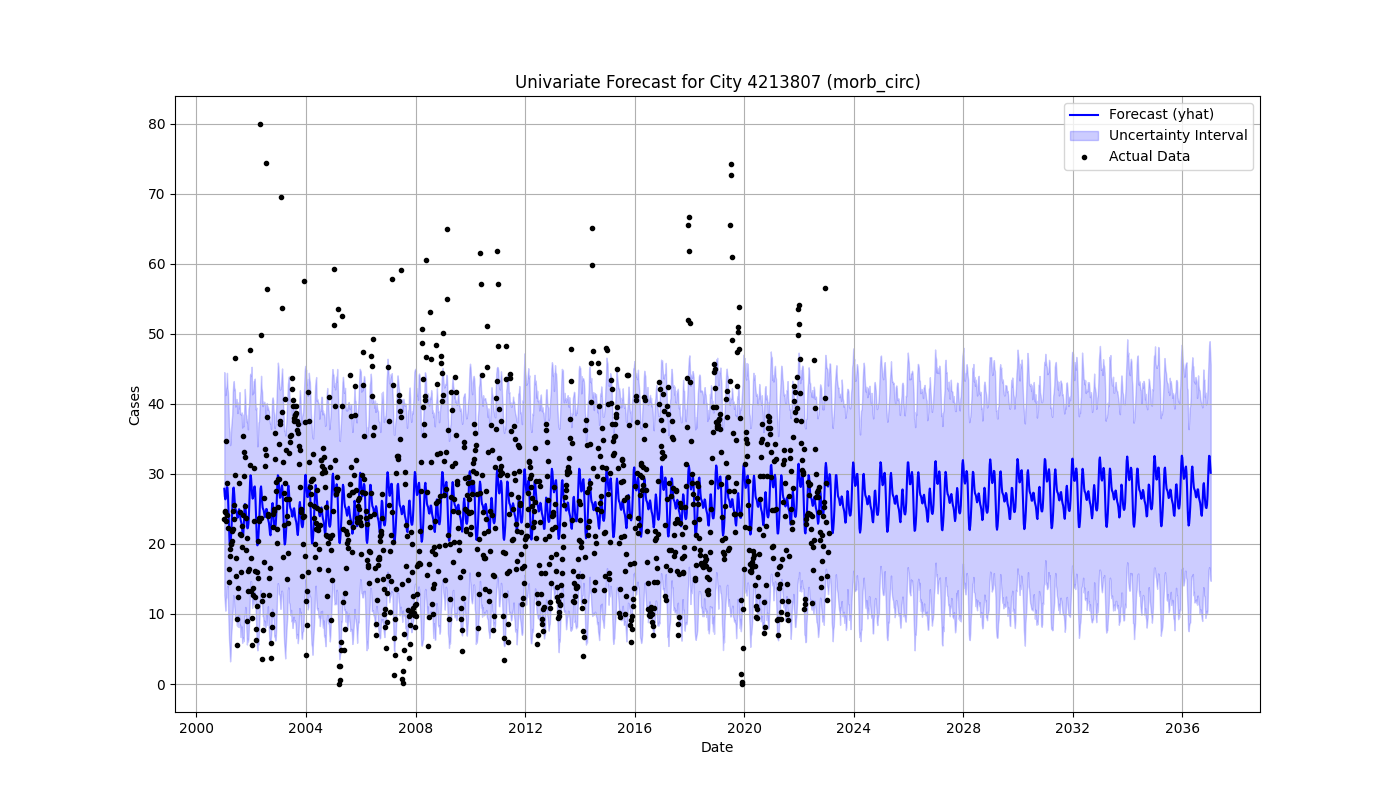 Univariate Forecast for City 4213807 (morb_circ)
Forecast (yhat)
Uncertainty Interval
Actual Data
80
70
60
50
40
30
20
10
0
Cases
2000 2004 2008 2012 2016 2020 2024 2028 2032 2036
Date